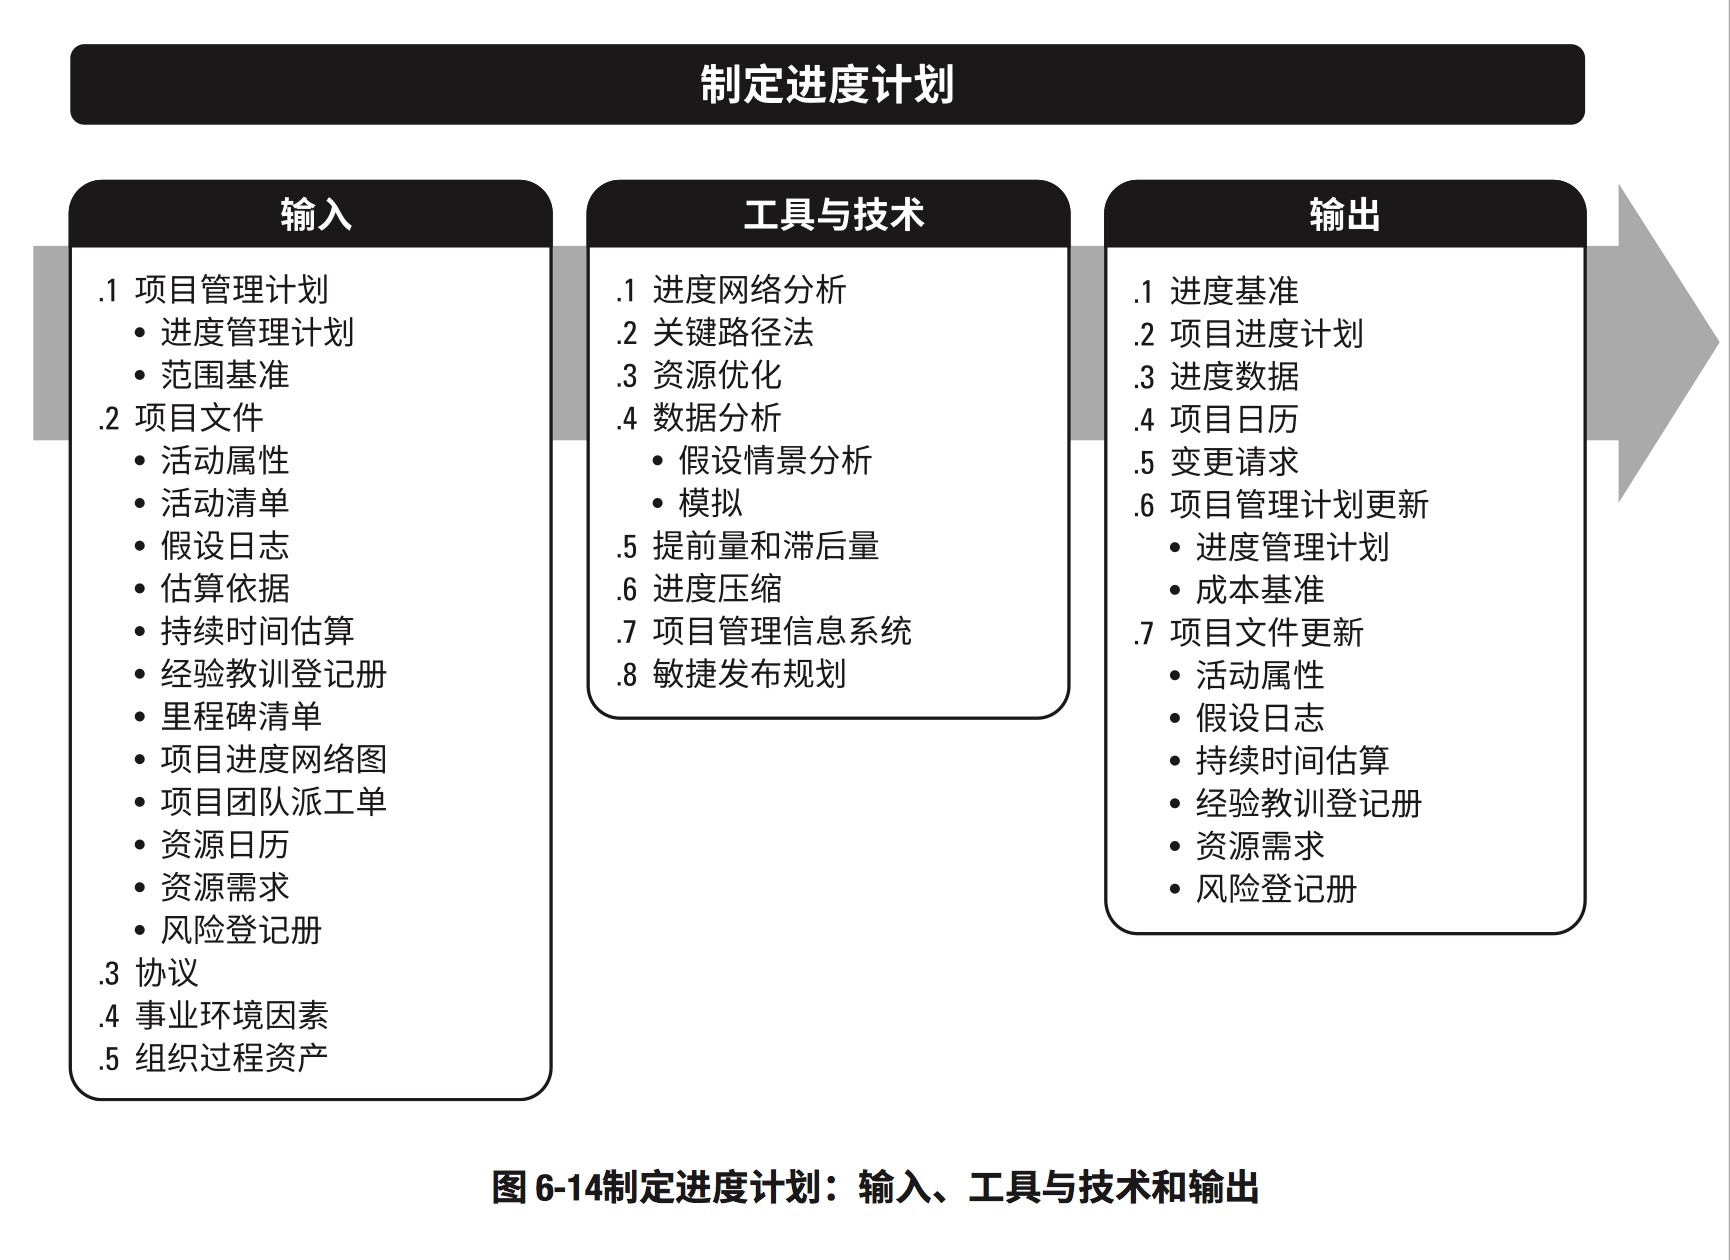 制定进度计划
输入
.1 项目管理计划
• 进度管理计划
• 范围基准
.2 项目文件
• 活动属性
• 活动清单
• 假设日志
• 估算依据
• 持续时间估算
• 经验教训登记册
• 里程碑清单
• 项目进度网络图
• 项目团队派工单
• 资源日历
• 资源需求
• 风险登记册
.3 协议
.4 事业环境因素
.5 组织过程资产
工具与技术
.1 进度网络分析
.2 关键路径法
.3 资源优化
.4 数据分析
• 假设情景分析
• 模拟
.5 提前量和滞后量
.6 进度压缩
.7 项目管理信息系统
.8 敏捷发布规划
输出
.1 进度基准
.2 项目进度计划
.3 进度数据
.4 项目日历
.5 变更请求
.6 项目管理计划更新
• 进度管理计划
• 成本基准
.7 项目文件更新
• 活动属性
• 假设日志
• 持续时间估算
• 经验教训登记册
• 资源需求
• 风险登记册
图 6-14制定进度计划：输入、工具与技术和输出